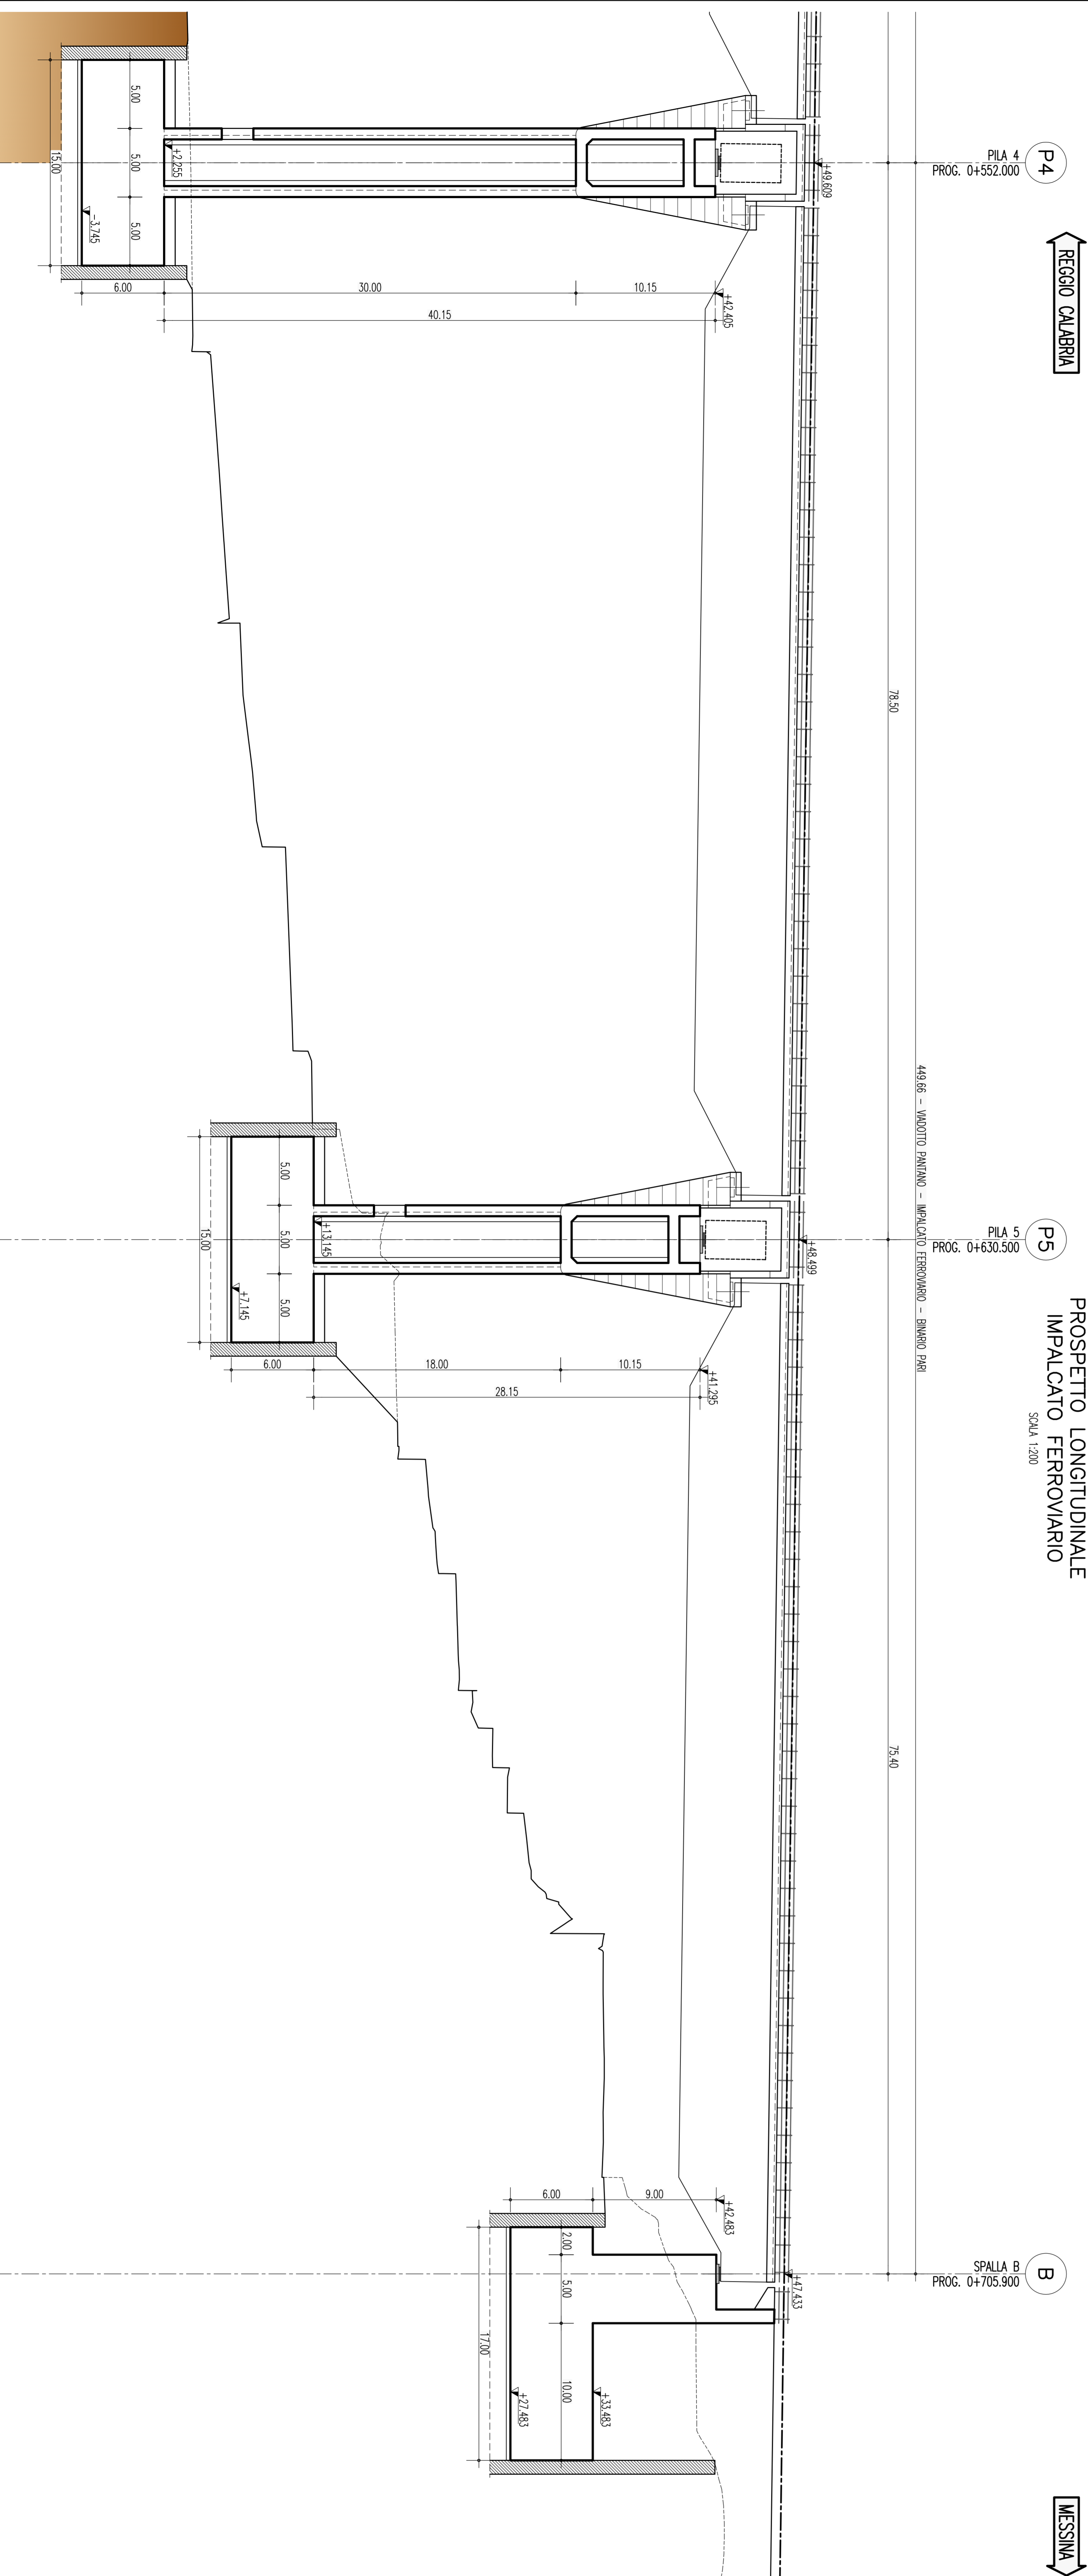 PROSPETTO LONGITUDINALE
IMPALCATO FERROVIARIO
SCALA 1:200
REGGIO CALABRIA
MESSINA
P4
PILA 4
PROG. 0+552.000
P5
PILA 5
PROG. 0+630.500
B
SPALLA B
PROG. 0+705.900
449.66 - VIADOTTO PANTANO - IMPALCATO FERROVIARIO - BINARIO PARI
78.50
75.40
+49.609
+42.405
10.15
30.00
40.15
6.00
+2.255
5.00
5.00
5.00
-3.745
15.00
+48.499
+41.295
10.15
18.00
28.15
6.00
+13.145
5.00
5.00
5.00
+7.145
15.00
+47.433
+42.483
9.00
6.00
+33.483
2.00
5.00
10.00
+27.483
17.00